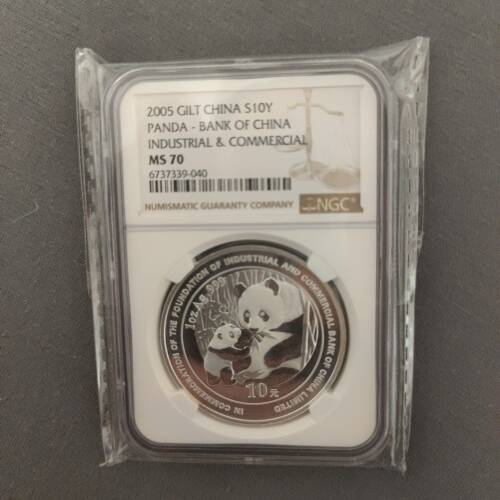 2005 GILT CHINA S10Y
PANDA - BANK OF CHINA
INDUSTRIAL & COMMERCIAL
MS 70
6737339-040
NUMISMATIC GUARANTY COMPANY
NGC
IN COMMEMORATION OF THE FOUNDATION OF INDUSTRIAL AND COMMERCIAL BANK OF CHINA LIMITED
1oz Ag .999
10元